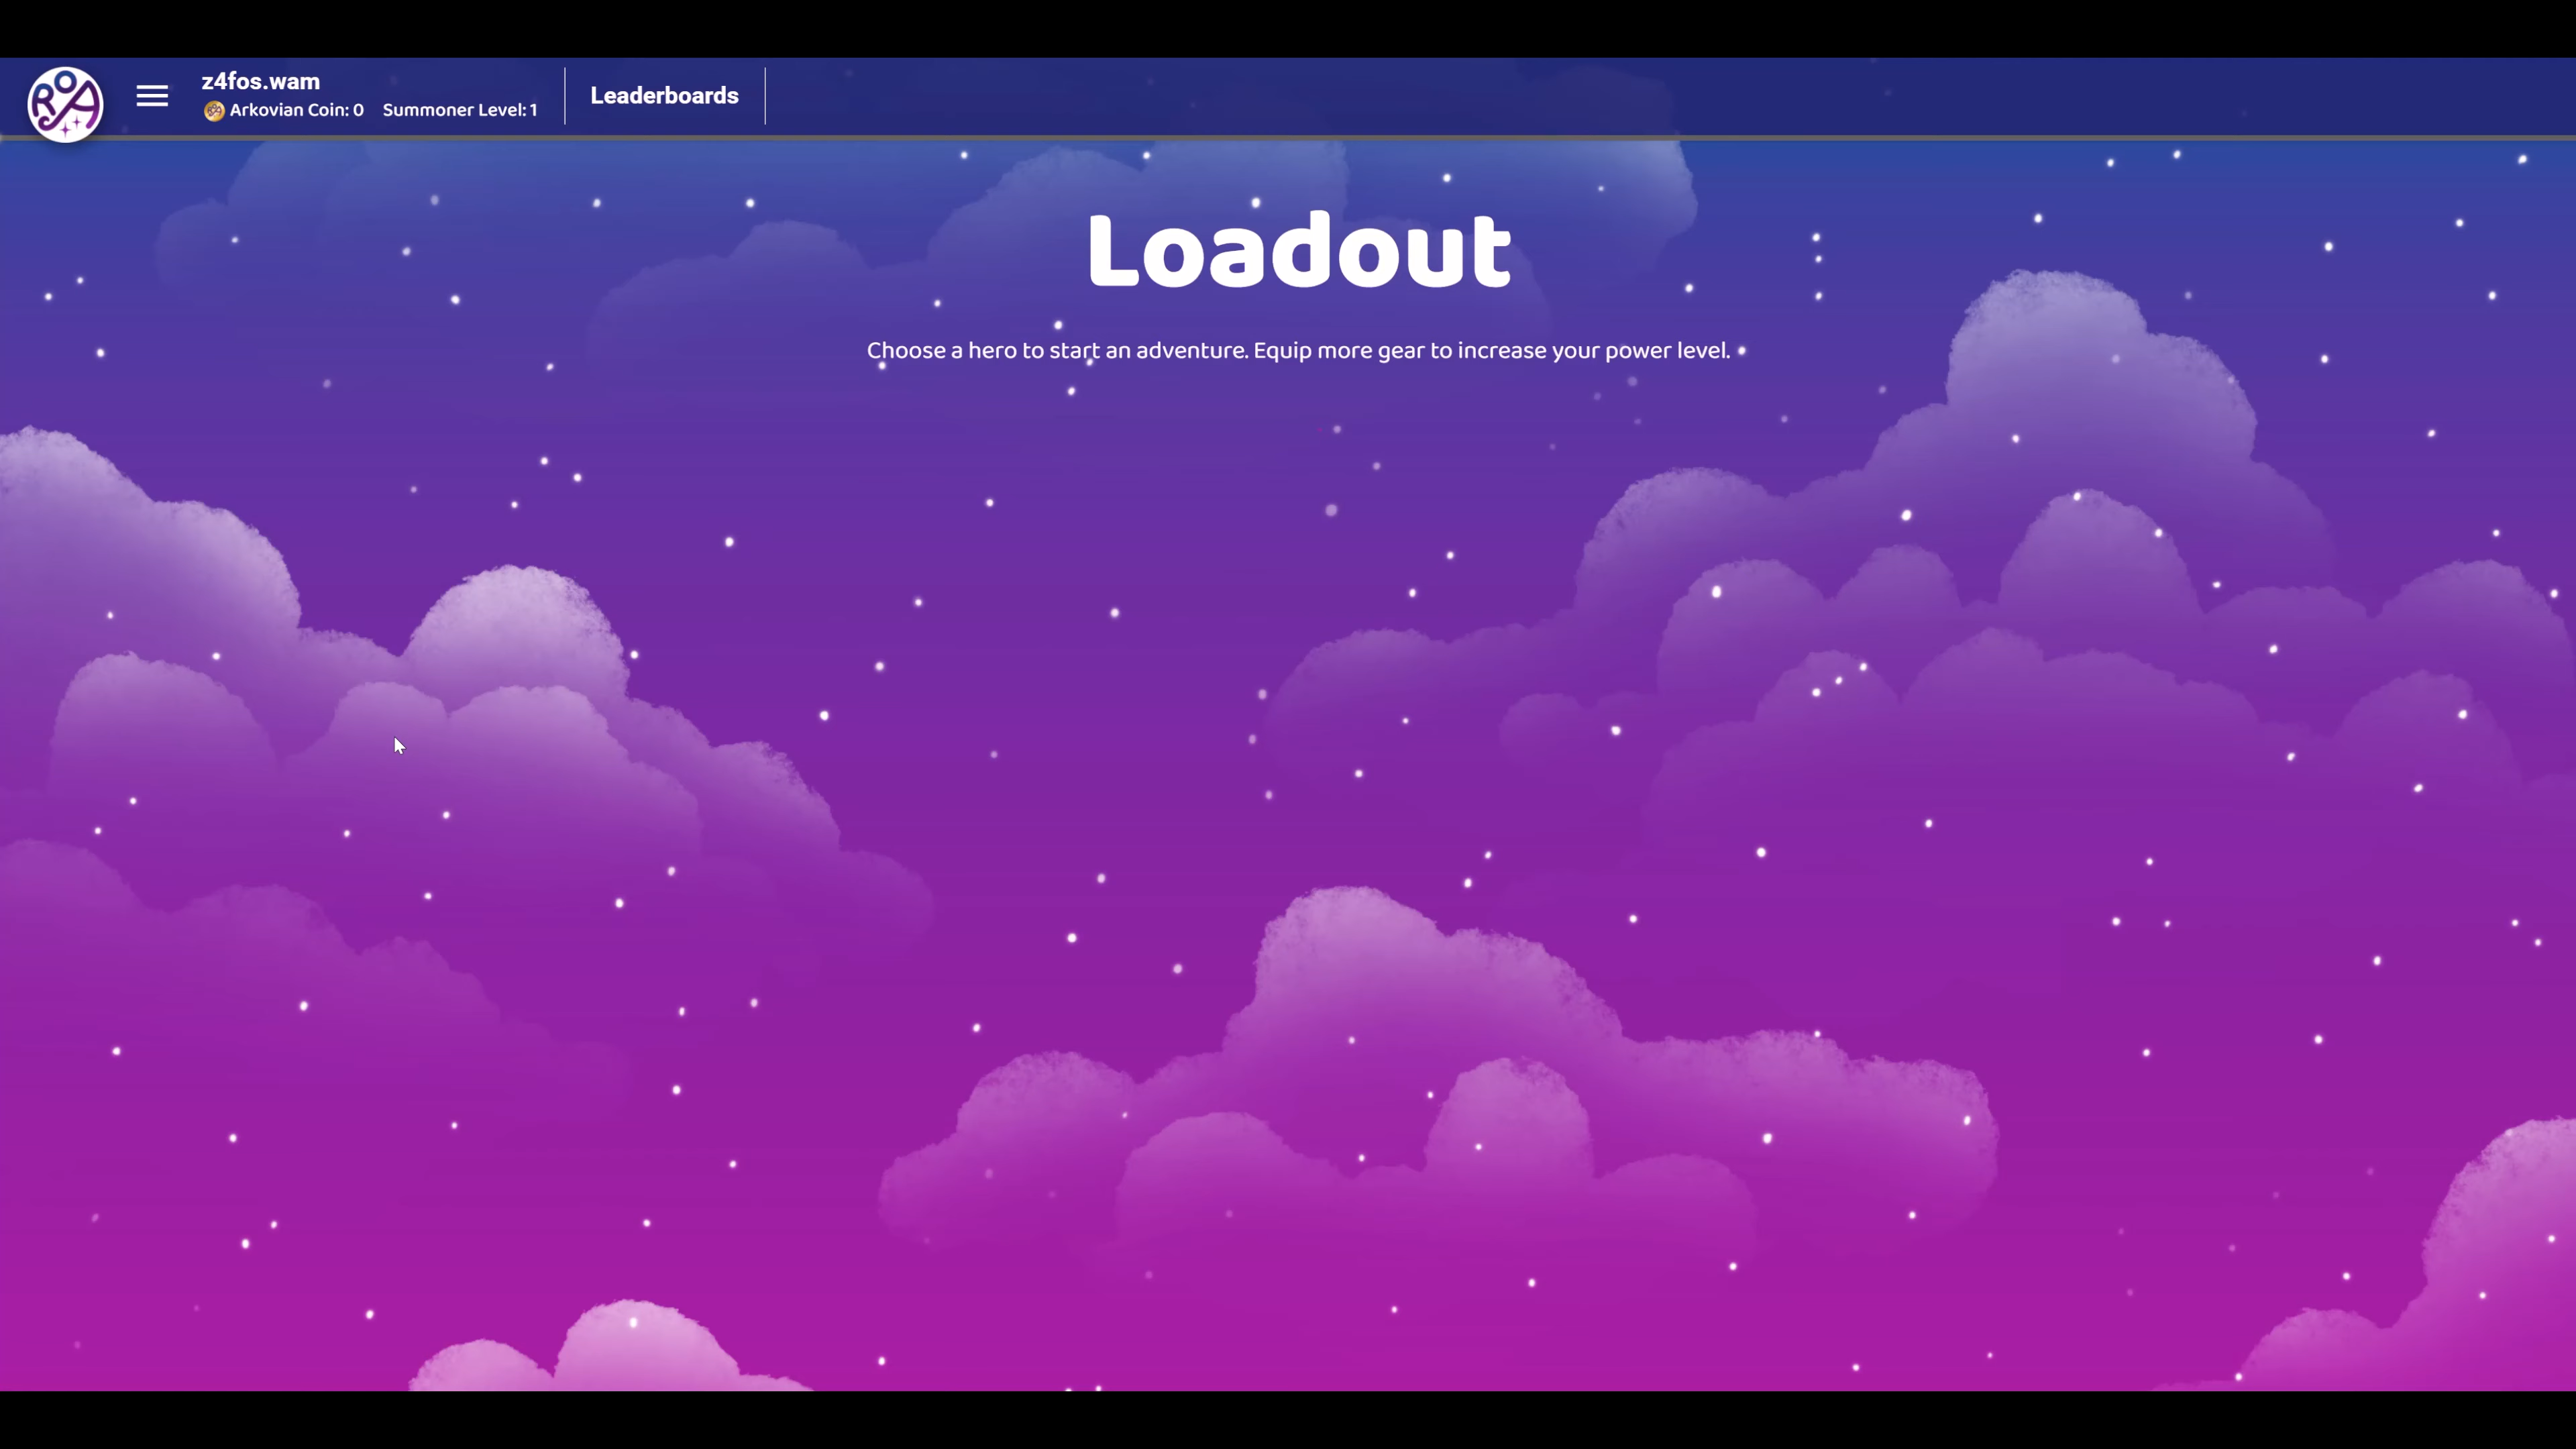 ROA
z4fos.wam
Arkovian Coin: 0 Summoner Level: 1
Leaderboards
Loadout
Choose a hero to start an adventure. Equip more gear to increase your power level.